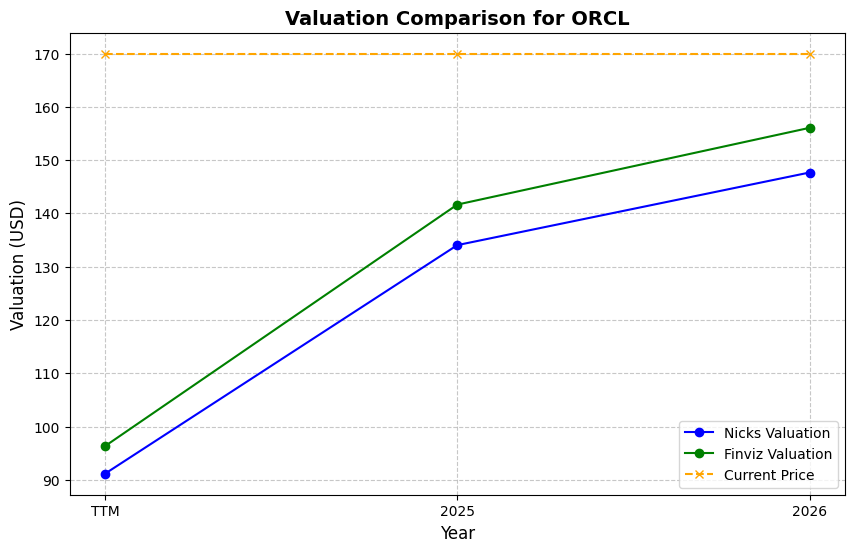 Valuation Comparison for ORCL
Valuation (USD)
170
160
150
140
130
120
110
100
90
TTM
2025
2026
Year
Nicks Valuation
Finviz Valuation
Current Price